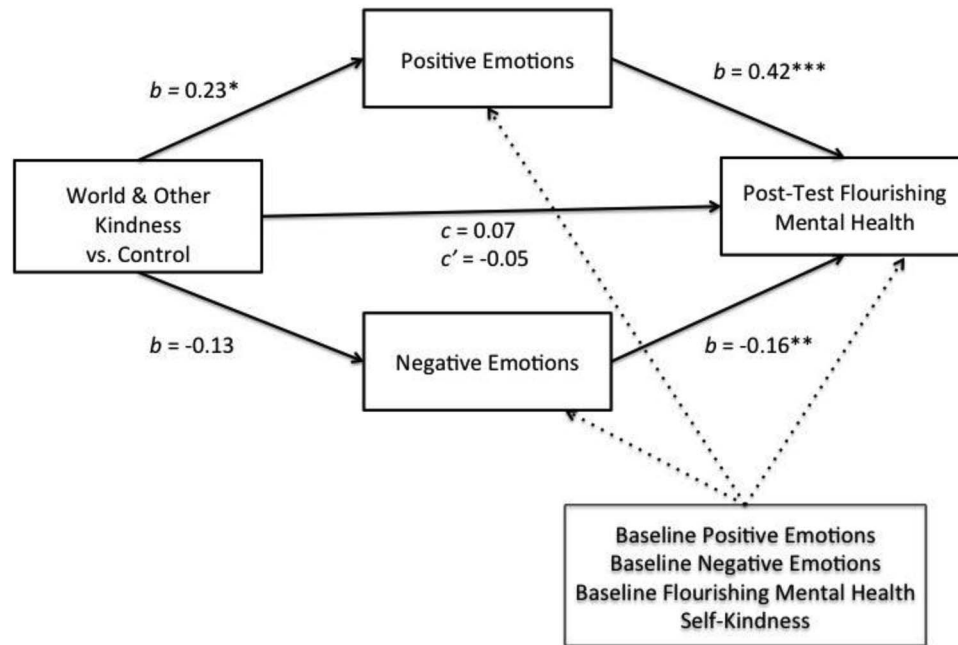 Positive Emotions
b = 0.23*
b = 0.42***
World & Other
Kindness
vs. Control
Post-Test Flourishing
Mental Health
c = 0.07
c′ = -0.05
b = -0.13
Negative Emotions
b = -0.16**
Baseline Positive Emotions
Baseline Negative Emotions
Baseline Flourishing Mental Health
Self-Kindness